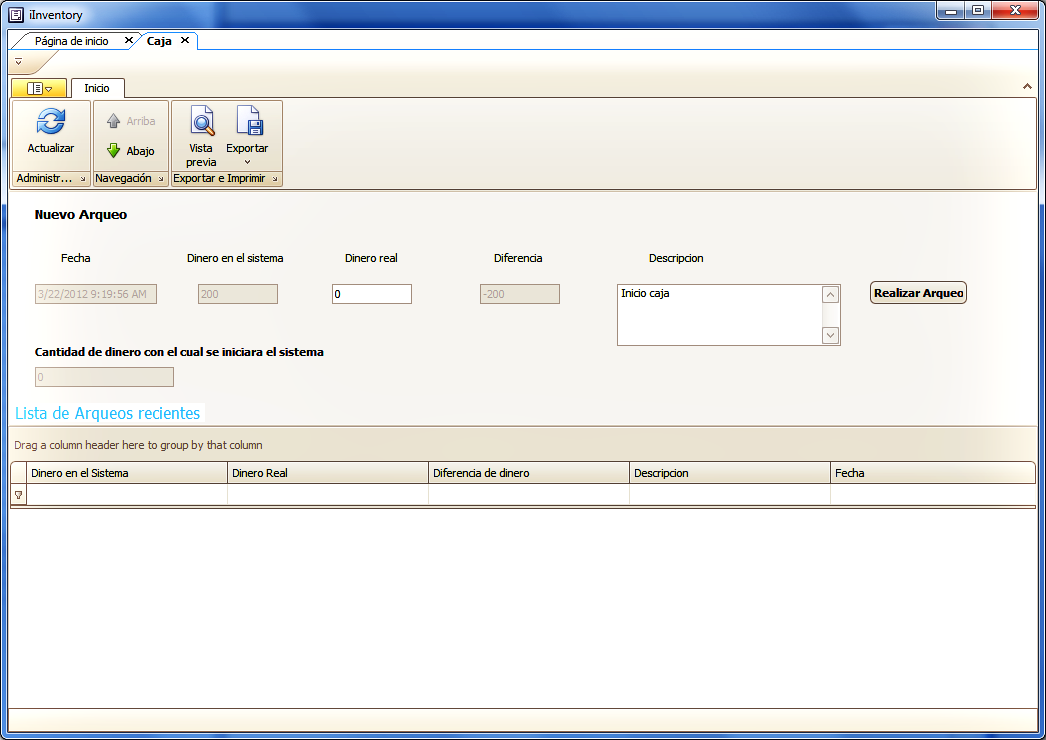 iInventory
Página de inicio
Caja
Inicio
Actualizar
Arriba
Abajo
Vista previa
Exportar
Administr...
Navegación
Exportar e Imprimir
Nuevo Arqueo
Fecha Dinero en el sistema Dinero real Diferencia Descripcion
3/22/2012 9:19:56 AM 200 0 -200 Inicio caja Realizar Arqueo
Cantidad de dinero con el cual se iniciara el sistema
0
Lista de Arqueos recientes
Drag a column header here to group by that column
Dinero en el Sistema Dinero Real Diferencia de dinero Descripcion Fecha